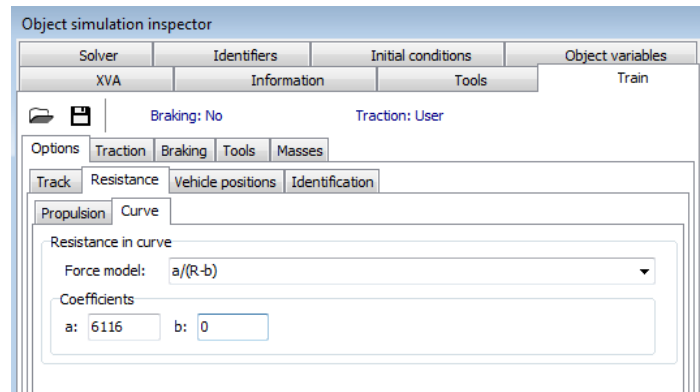 Object simulation inspector
Solver Identifiers Initial conditions Object variables
XVA Information Tools Train
Braking: No Traction: User
Options Traction Braking Tools Masses
Track Resistance Vehicle positions Identification
Propulsion Curve
Resistance in curve
Force model: a/(R-b)
Coefficients
a: 6116 b: 0